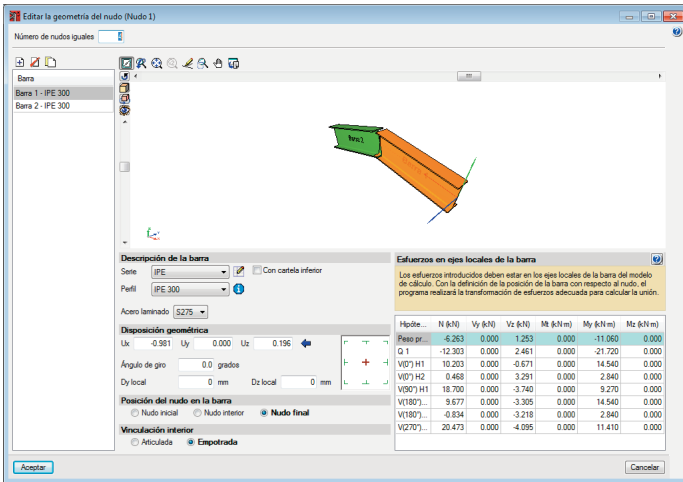 Editar la geometría del nudo (Nudo 1)
Número de nudos iguales 4
Barra
Barra 1 - IPE 300
Barra 2 - IPE 300
Barra 2
Descripción de la barra
Serie IPE Con cartela inferior
Perfil IPE 300
Acero laminado S275
Disposición geométrica
Ux -0.981 Uy 0.000 Uz 0.196
Ángulo de giro 0.0 grados
Dy local 0 mm Dz local 0 mm
Posición del nudo en la barra
Nudo inicial Nudo interior Nudo final
Vinculación interior
Articulada Empotrada
Esfuerzos en ejes locales de la barra
Los esfuerzos introducidos deben estar en los ejes locales de la barra del modelo
de cálculo. Con la definición de la posición de la barra con respecto al nudo, el
programa realizará la transformación de esfuerzos adecuada para calcular la unión.
Hipóte... N (kN) Vy (kN) Vz (kN) Mt (kN·m) My (kN·m) Mz (kN·m)
Peso pr... -6.263 0.000 1.253 0.000 -11.060 0.000
Q 1 -12.303 0.000 2.461 0.000 -21.720 0.000
V(0°) H1 10.203 0.000 -0.671 0.000 14.540 0.000
V(0°) H2 0.468 0.000 3.291 0.000 2.840 0.000
V(90°) H1 18.700 0.000 -3.740 0.000 9.270 0.000
V(180°)... 9.677 0.000 -3.305 0.000 14.540 0.000
V(180°)... -0.834 0.000 -3.218 0.000 2.840 0.000
V(270°)... 20.473 0.000 -4.095 0.000 11.410 0.000
Aceptar Cancelar